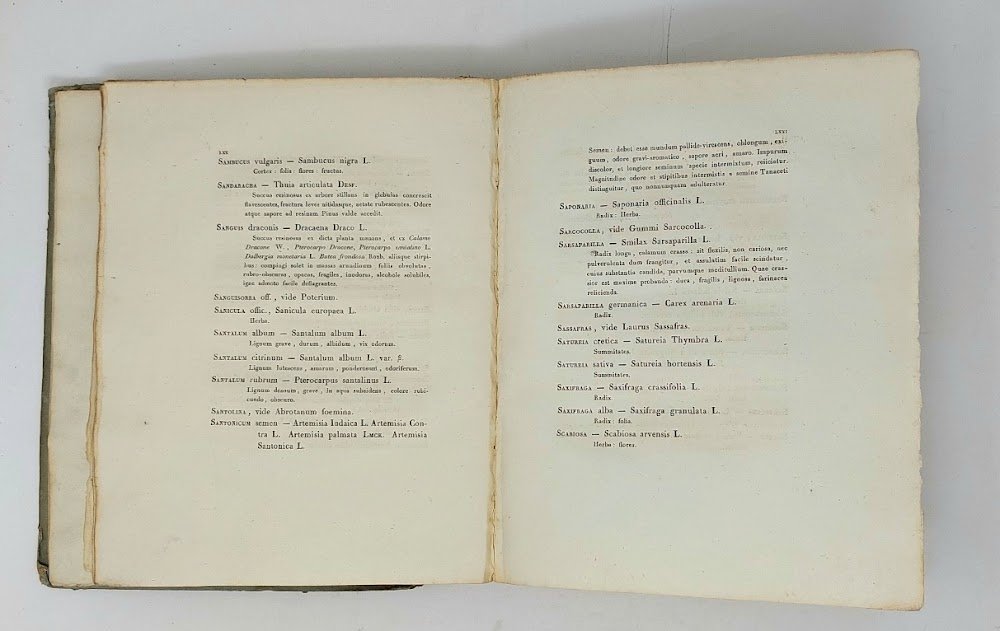 lxx
SAMBUCUS vulgaris — Sambucus nigra L.
Cortex : folia : flores : fructus.
SANDARACHA — Thuia articulata DESF.
Succus resinosus ex arbore stillans in globulos concrescit
flavescentes, fractura leves nitidasque, aetate rubescentes. Odore
atque sapore ad resinam Pinus valde accedit.
SANGUIS draconis — Dracaena Draco L.
Succus resinosus ex dicta planta manans, et ex Calamo
Dracone W., Pterocarpo Dracone, Pterocarpo santalino L.
Dalbergia monetaria L. Butea frondosa Roxb. aliisque stirpi-
bus: compingi solet in massas arundineis foliis obvolutas,
rubro-obscuras, opacas, fragiles, inodoras, alcohole solubiles,
igne admoto facile deflagrantes.
SANGUISORBA off., vide Poterium.
SANICULA offic., Sanicula europaea L.
Herba.
SANTALUM album — Santalum album L.
Lignum grave, durum, albidum, vix odorum.
SANTALUM citrinum — Santalum album L. var. β.
Lignum lutescens, amarum, ponderosum, odoriferum.
SANTALUM rubrum — Pterocarpus santalinus L.
Lignum densum, grave, in aqua subsidens, colore rubi-
cundo, obscuro.
SANTOLINA, vide Abrotanum foemina.
SANTONICUM semen — Artemisia Iudaica L. Artemisia Con-
tra L. Artemisia palmata LMCK. Artemisia
Santonica L.
lxxi
Semen: debet esse mundum pallide-virescens, oblongum, exi-
guum, odore gravi-aromatico, sapore acri, amaro. Impurum
discolor, et longiore seminum specie intermixtum, reiiciatur.
Magnitudine odore et stipitibus intermistis a semine Tanaceti
distinguitur, quo nonnunquam adulteratur.
SAPONARIA — Saponaria officinalis L.
Radix: Herba.
SARCOCOLLA, vide Gummi Sarcocolla.
SARSAPARILLA — Smilax Sarsaparilla L.
Radix longa, calamum crassa: sit flexilis, non cariosa, nec
pulverulenta dum frangitur, et assulatim facile scindatur,
cuius substantia candida, parvumque meditullium. Quae cras-
sior est maxime probanda: dura, fragilis, lignosa, farinacea
reiicienda.
SARSAPARILLA germanica — Carex arenaria L.
Radix.
SASSAFRAS, vide Laurus Sassafras.
SATUREIA cretica — Satureia Thymbra L.
Summitates.
SATUREIA sativa — Satureia hortensis L.
Summitates.
SAXIFRAGA — Saxifraga crassifolia L.
Radix.
SAXIFRAGA alba — Saxifraga granulata L.
Radix: folia.
SCABIOSA — Scabiosa arvensis L.
Herba: flores.